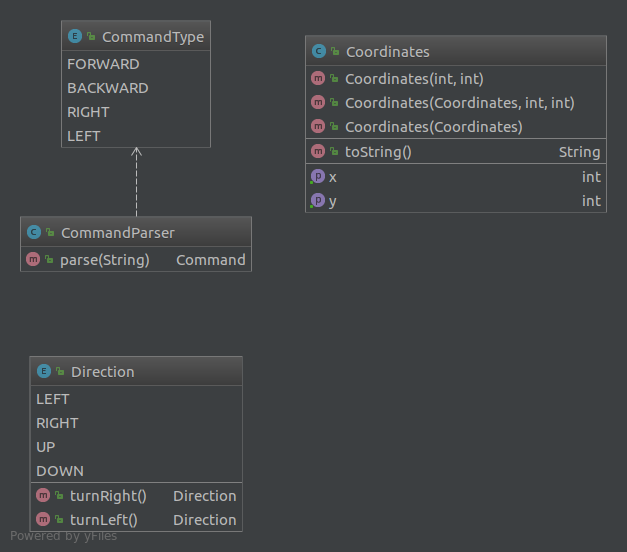 CommandType
FORWARD
BACKWARD
RIGHT
LEFT
CommandParser
parse(String) Command
Coordinates
Coordinates(int, int)
Coordinates(Coordinates, int, int)
Coordinates(Coordinates)
toString() String
x int
y int
Direction
LEFT
RIGHT
UP
DOWN
turnRight() Direction
turnLeft() Direction
Powered by yFiles